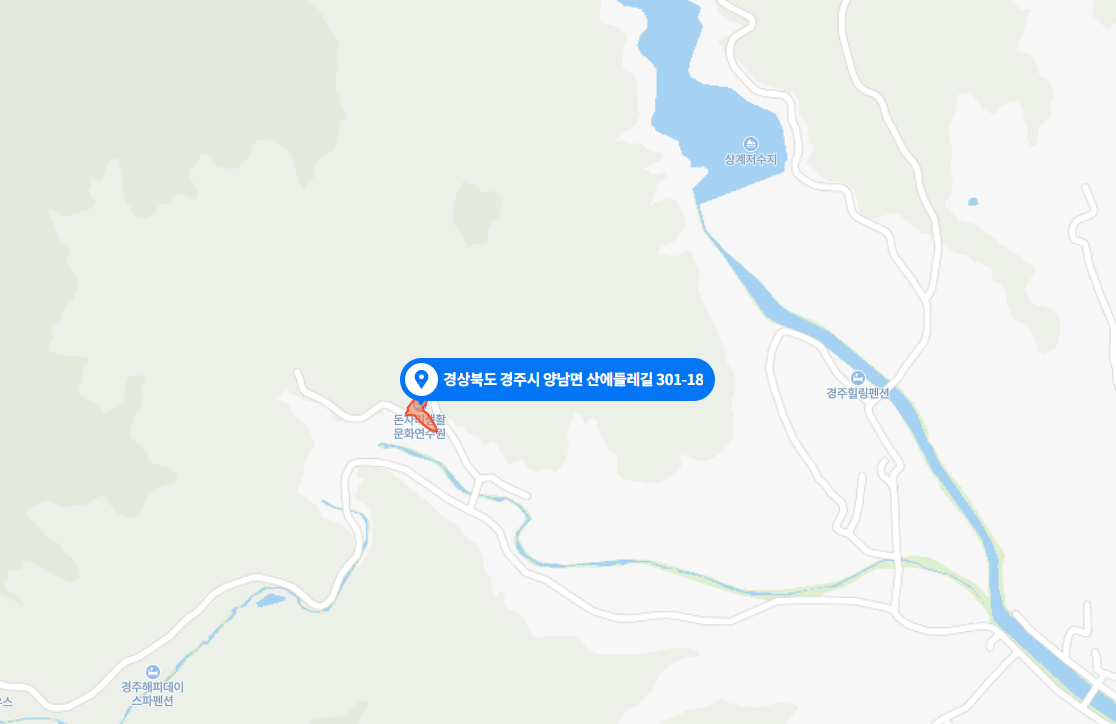 상계저수지
경상북도 경주시 양남면 산에들레길 301-18
경주힐링펜션
문화연수원
경주해피데이
스파펜션